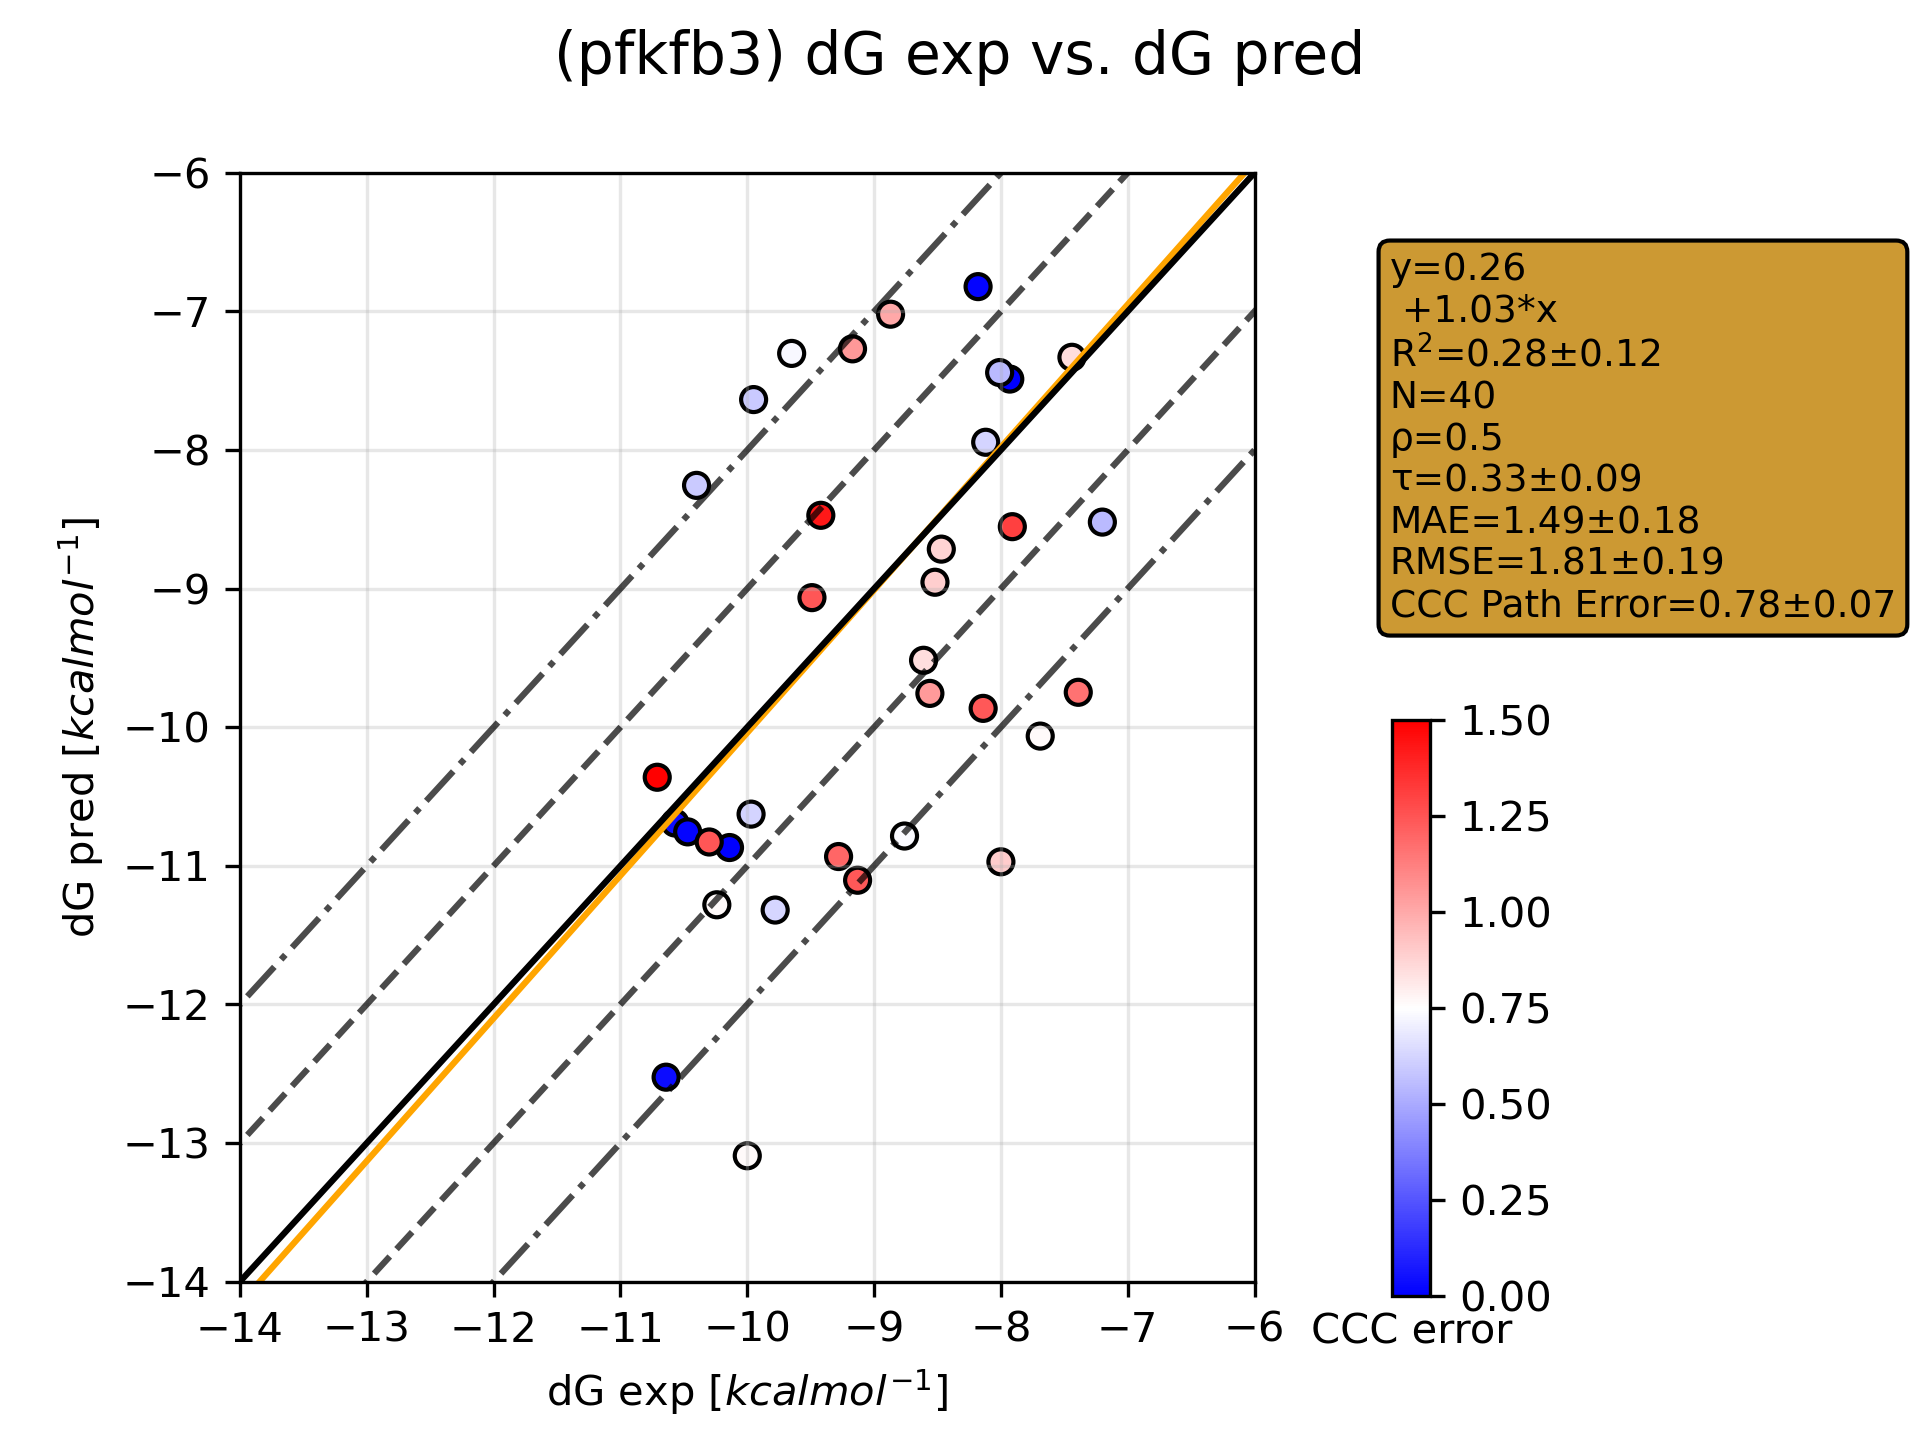 (pfkfb3) dG exp vs. dG pred
−6
−7
−8
−9
−10
−11
−12
−13
−14
dG pred [kcalmol⁻¹]
−14 −13 −12 −11 −10 −9 −8 −7 −6
dG exp [kcalmol⁻¹]
y=0.26
+1.03*x
R²=0.28±0.12
N=40
ρ=0.5
τ=0.33±0.09
MAE=1.49±0.18
RMSE=1.81±0.19
CCC Path Error=0.78±0.07
1.50
1.25
1.00
0.75
0.50
0.25
0.00
CCC error